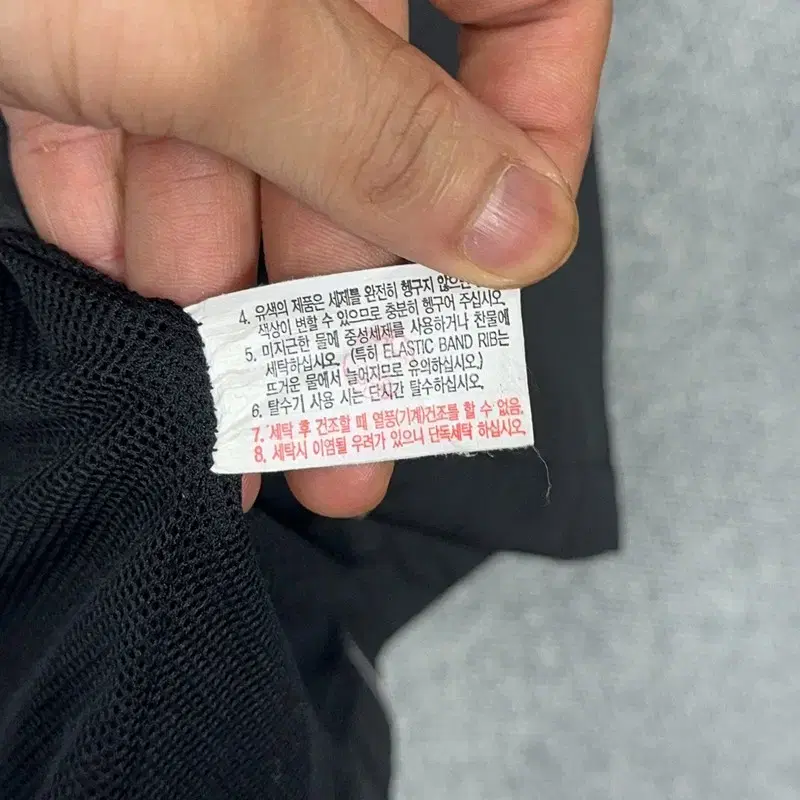 4. 유색의 제품은 세제를 완전히 헹구지 않으면
색상이 변할 수 있으므로 충분히 헹구어 주십시오.
5. 미지근한 물에 중성세제를 사용하거나 찬물에
세탁하십시오. (특히 ELASTIC BAND RIB는
뜨거운 물에서 늘어지므로 유의하십시오.)
6. 탈수기 사용 시는 단시간 탈수하십시오.
7. 세탁 후 건조할 때 열풍(기계)건조를 할 수 없음.
8. 세탁시 이염될 우려가 있으니 단독세탁 하십시오.